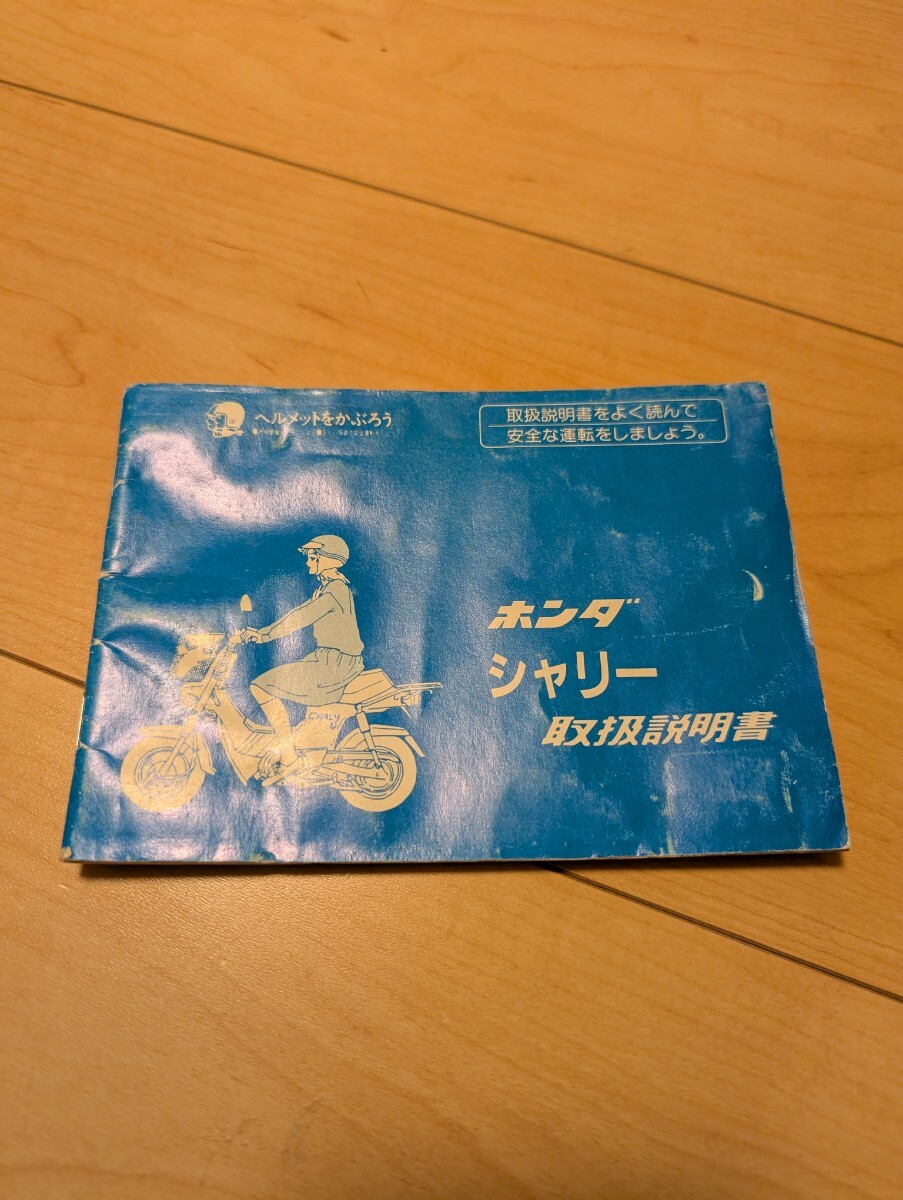 ヘルメットをかぶろう
取扱説明書をよく読んで
安全な運転をしましょう。
ホンダ
シャリー
取扱説明書
CHALY